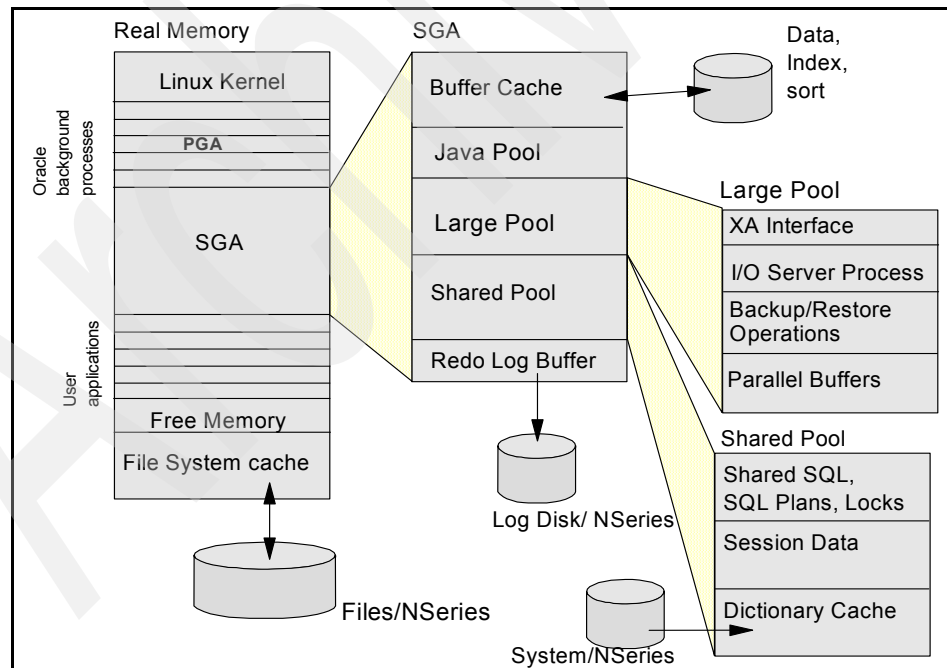 Real Memory
Linux Kernel
PGA
Oracle
background
processes
SGA
User
applications
Free Memory
File System cache
Files/NSeries
SGA
Buffer Cache
Java Pool
Large Pool
Shared Pool
Redo Log Buffer
Log Disk/ NSeries
Data,
Index,
sort
Large Pool
XA Interface
I/O Server Process
Backup/Restore
Operations
Parallel Buffers
Shared Pool
Shared SQL,
SQL Plans, Locks
Session Data
Dictionary Cache
System/NSeries